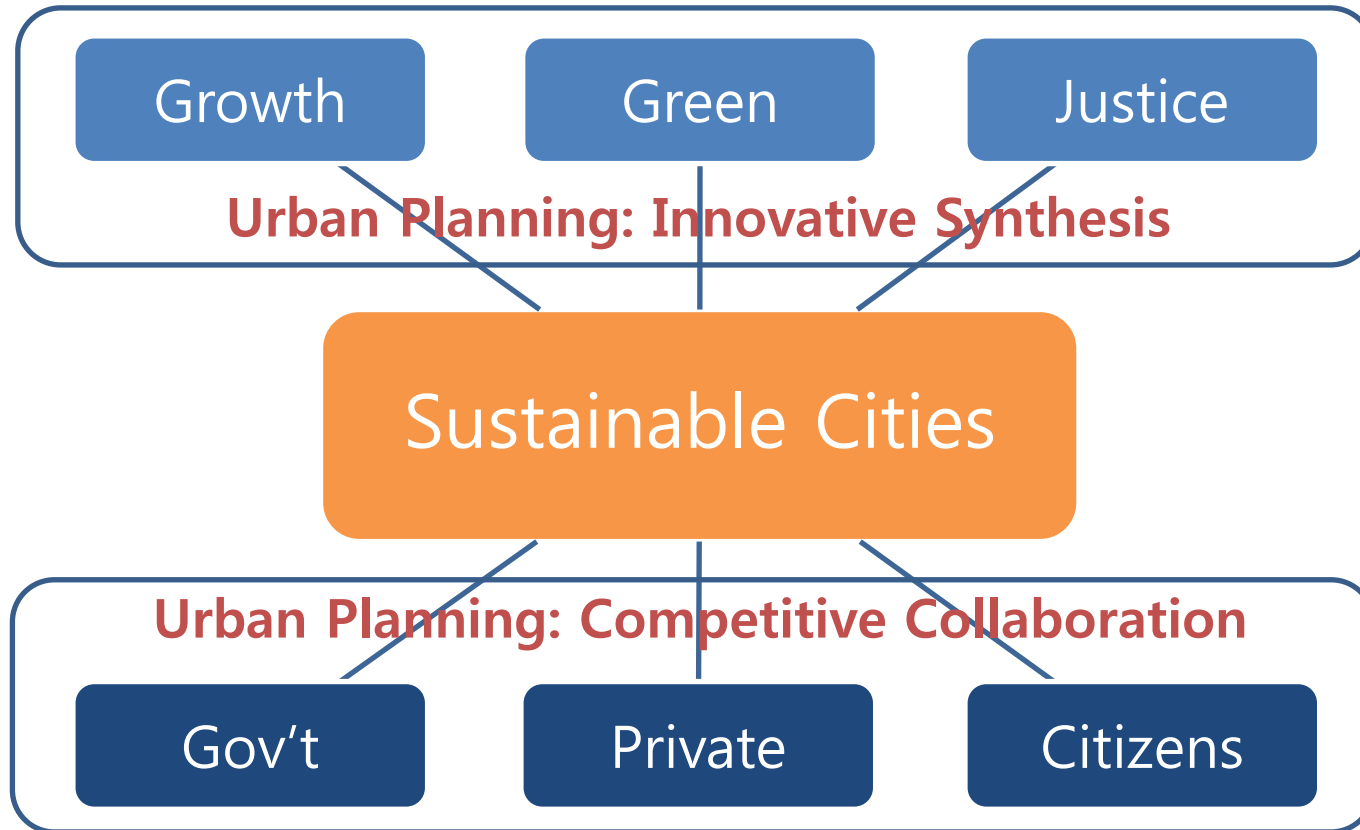 Growth
Green
Justice
Urban Planning: Innovative Synthesis
Sustainable Cities
Urban Planning: Competitive Collaboration
Gov’t
Private
Citizens